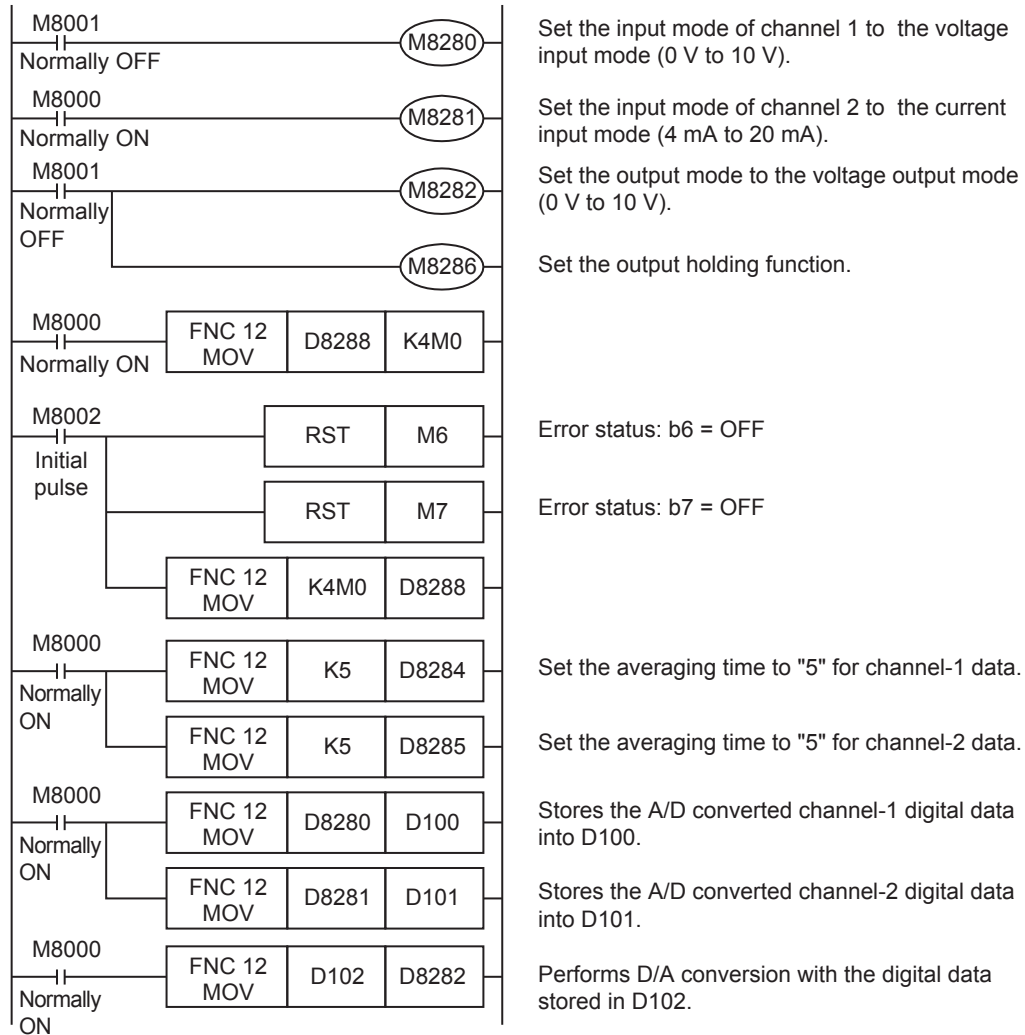 M8001
M8280
Normally OFF
Set the input mode of channel 1 to the voltage
input mode (0 V to 10 V).
M8000
M8281
Normally ON
Set the input mode of channel 2 to the current
input mode (4 mA to 20 mA).
M8001
M8282
Normally
OFF
Set the output mode to the voltage output mode
(0 V to 10 V).
M8286
Set the output holding function.
M8000
Normally ON
FNC 12
MOV
D8288
K4M0
M8002
Initial
pulse
RST
M6
Error status: b6 = OFF
RST
M7
Error status: b7 = OFF
FNC 12
MOV
K4M0
D8288
M8000
Normally
ON
FNC 12
MOV
K5
D8284
Set the averaging time to "5" for channel-1 data.
FNC 12
MOV
K5
D8285
Set the averaging time to "5" for channel-2 data.
M8000
Normally
ON
FNC 12
MOV
D8280
D100
Stores the A/D converted channel-1 digital data
into D100.
FNC 12
MOV
D8281
D101
Stores the A/D converted channel-2 digital data
into D101.
M8000
Normally
ON
FNC 12
MOV
D102
D8282
Performs D/A conversion with the digital data
stored in D102.